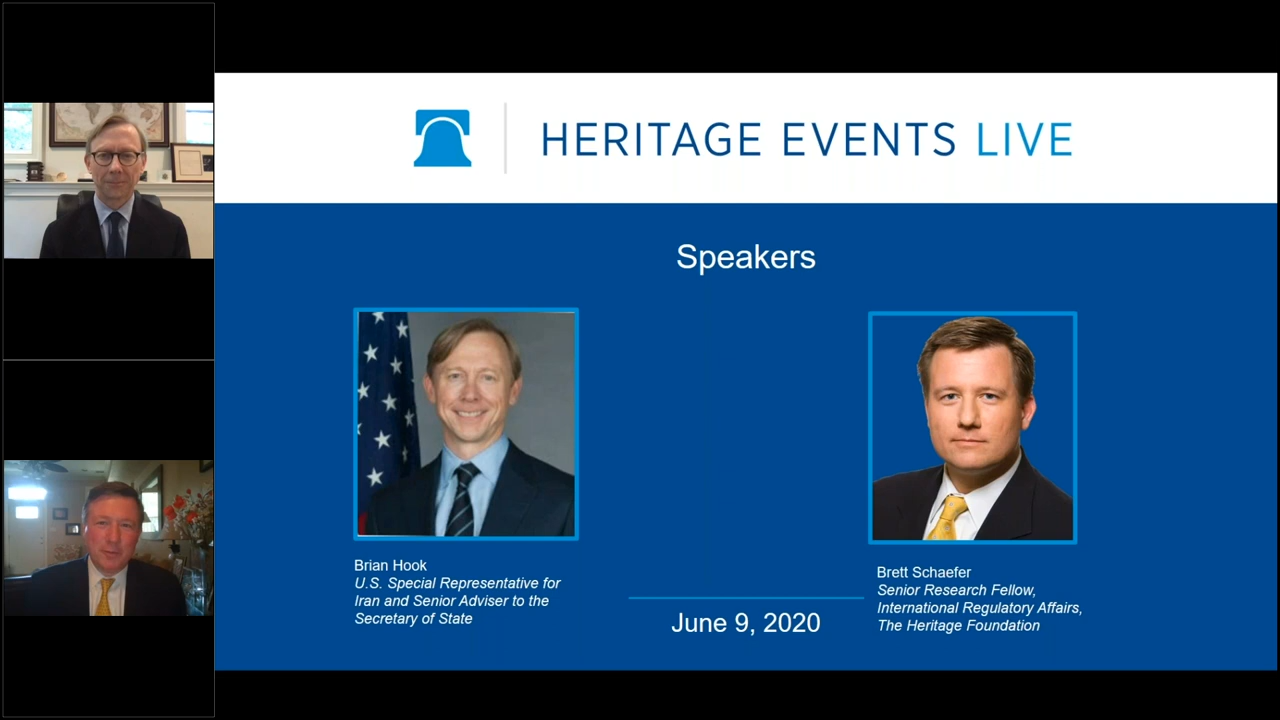 HERITAGE EVENTS LIVE
Speakers
Brian Hook
U.S. Special Representative for
Iran and Senior Adviser to the
Secretary of State
Brett Schaefer
Senior Research Fellow,
International Regulatory Affairs,
The Heritage Foundation
June 9, 2020